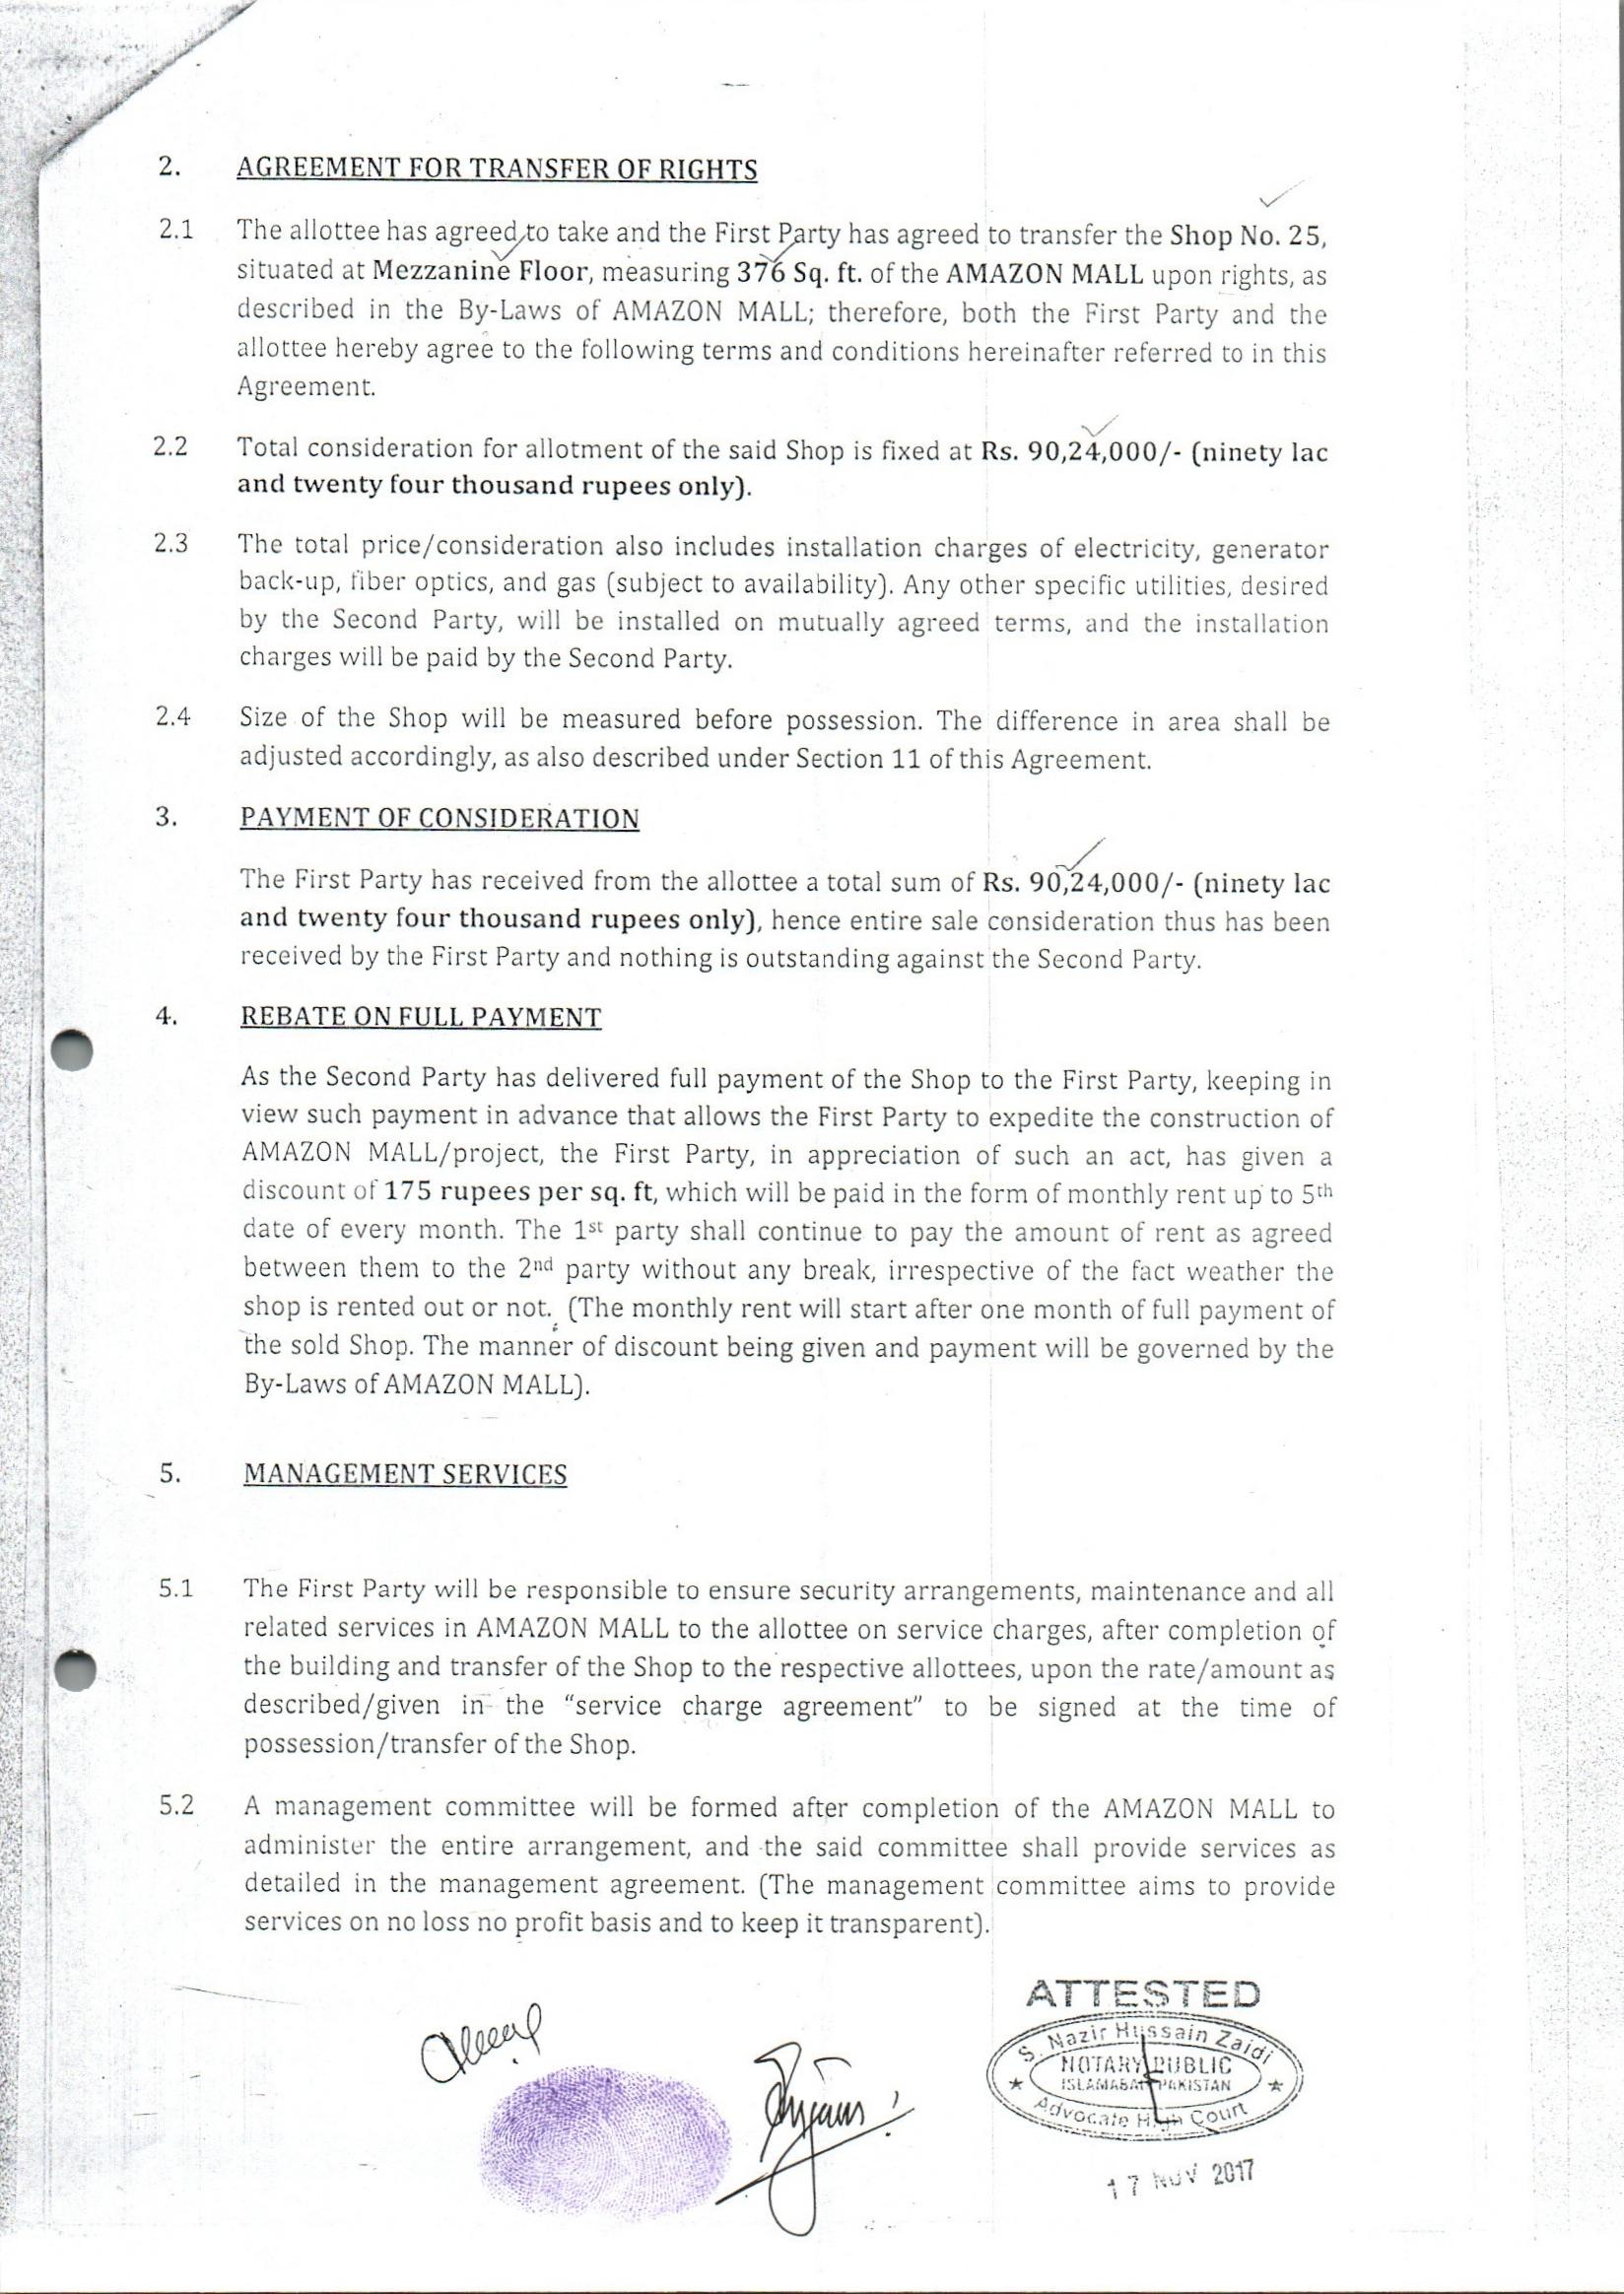 2. AGREEMENT FOR TRANSFER OF RIGHTS
2.1 The allottee has agreed to take and the First Party has agreed to transfer the Shop No. 25,
situated at Mezzanine Floor, measuring 376 Sq. ft. of the AMAZON MALL upon rights, as
described in the By-Laws of AMAZON MALL; therefore, both the First Party and the
allottee hereby agree to the following terms and conditions hereinafter referred to in this
Agreement.
2.2 Total consideration for allotment of the said Shop is fixed at Rs. 90,24,000/- (ninety lac
and twenty four thousand rupees only).
2.3 The total price/consideration also includes installation charges of electricity, generator
back-up, fiber optics, and gas (subject to availability). Any other specific utilities, desired
by the Second Party, will be installed on mutually agreed terms, and the installation
charges will be paid by the Second Party.
2.4 Size of the Shop will be measured before possession. The difference in area shall be
adjusted accordingly, as also described under Section 11 of this Agreement.
3. PAYMENT OF CONSIDERATION
The First Party has received from the allottee a total sum of Rs. 90,24,000/- (ninety lac
and twenty four thousand rupees only), hence entire sale consideration thus has been
received by the First Party and nothing is outstanding against the Second Party.
4. REBATE ON FULL PAYMENT
As the Second Party has delivered full payment of the Shop to the First Party, keeping in
view such payment in advance that allows the First Party to expedite the construction of
AMAZON MALL/project, the First Party, in appreciation of such an act, has given a
discount of 175 rupees per sq. ft, which will be paid in the form of monthly rent up to 5th
date of every month. The 1st party shall continue to pay the amount of rent as agreed
between them to the 2nd party without any break, irrespective of the fact weather the
shop is rented out or not. (The monthly rent will start after one month of full payment of
the sold Shop. The manner of discount being given and payment will be governed by the
By-Laws of AMAZON MALL).
5. MANAGEMENT SERVICES
5.1 The First Party will be responsible to ensure security arrangements, maintenance and all
related services in AMAZON MALL to the allottee on service charges, after completion of
the building and transfer of the Shop to the respective allottees, upon the rate/amount as
described/given in the “service charge agreement” to be signed at the time of
possession/transfer of the Shop.
5.2 A management committee will be formed after completion of the AMAZON MALL to
administer the entire arrangement, and the said committee shall provide services as
detailed in the management agreement. (The management committee aims to provide
services on no loss no profit basis and to keep it transparent).
ATTESTED
S. Nazir Hussain Zaidi
NOTARY PUBLIC
ISLAMABAD PAKISTAN
Advocate High Court
17 NOV 2017